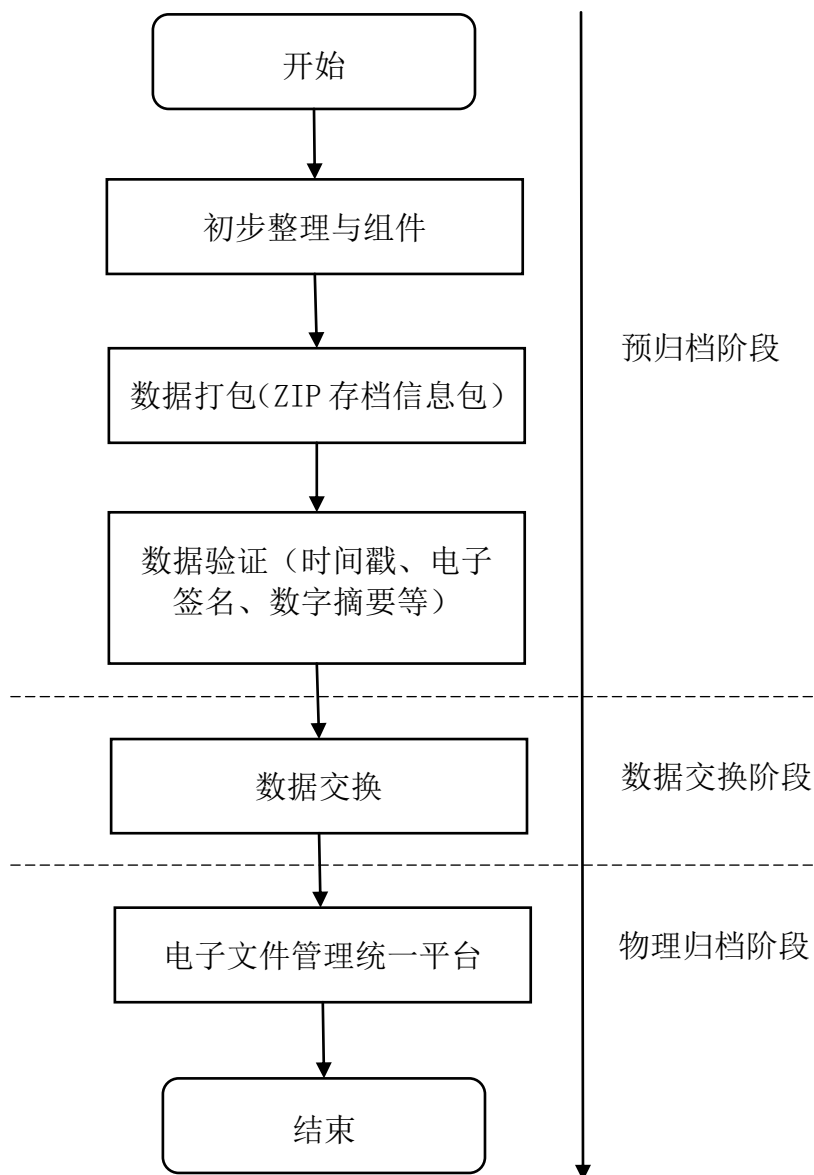 开始
初步整理与组件
预归档阶段
数据打包（ZIP 存档信息包）
数据验证（时间戳、电子
签名、数字摘要等）
数据交换
数据交换阶段
电子文件管理统一平台
物理归档阶段
结束